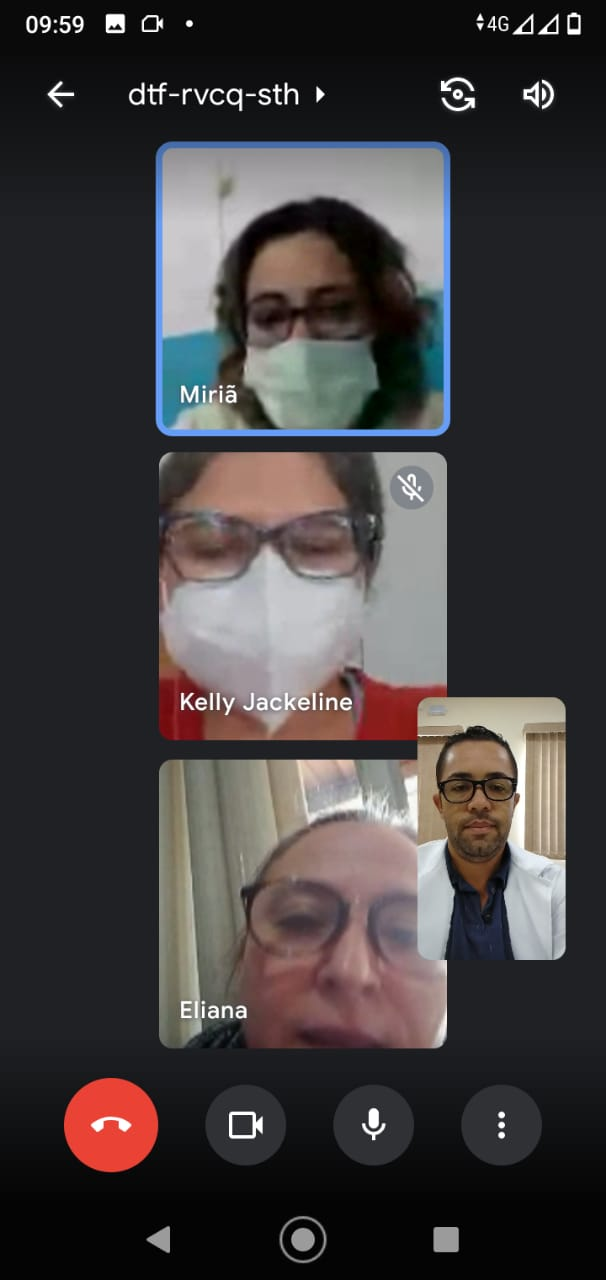 09:59
4G
dtf-rvcq-sth
Miriã
Kelly Jackeline
Eliana